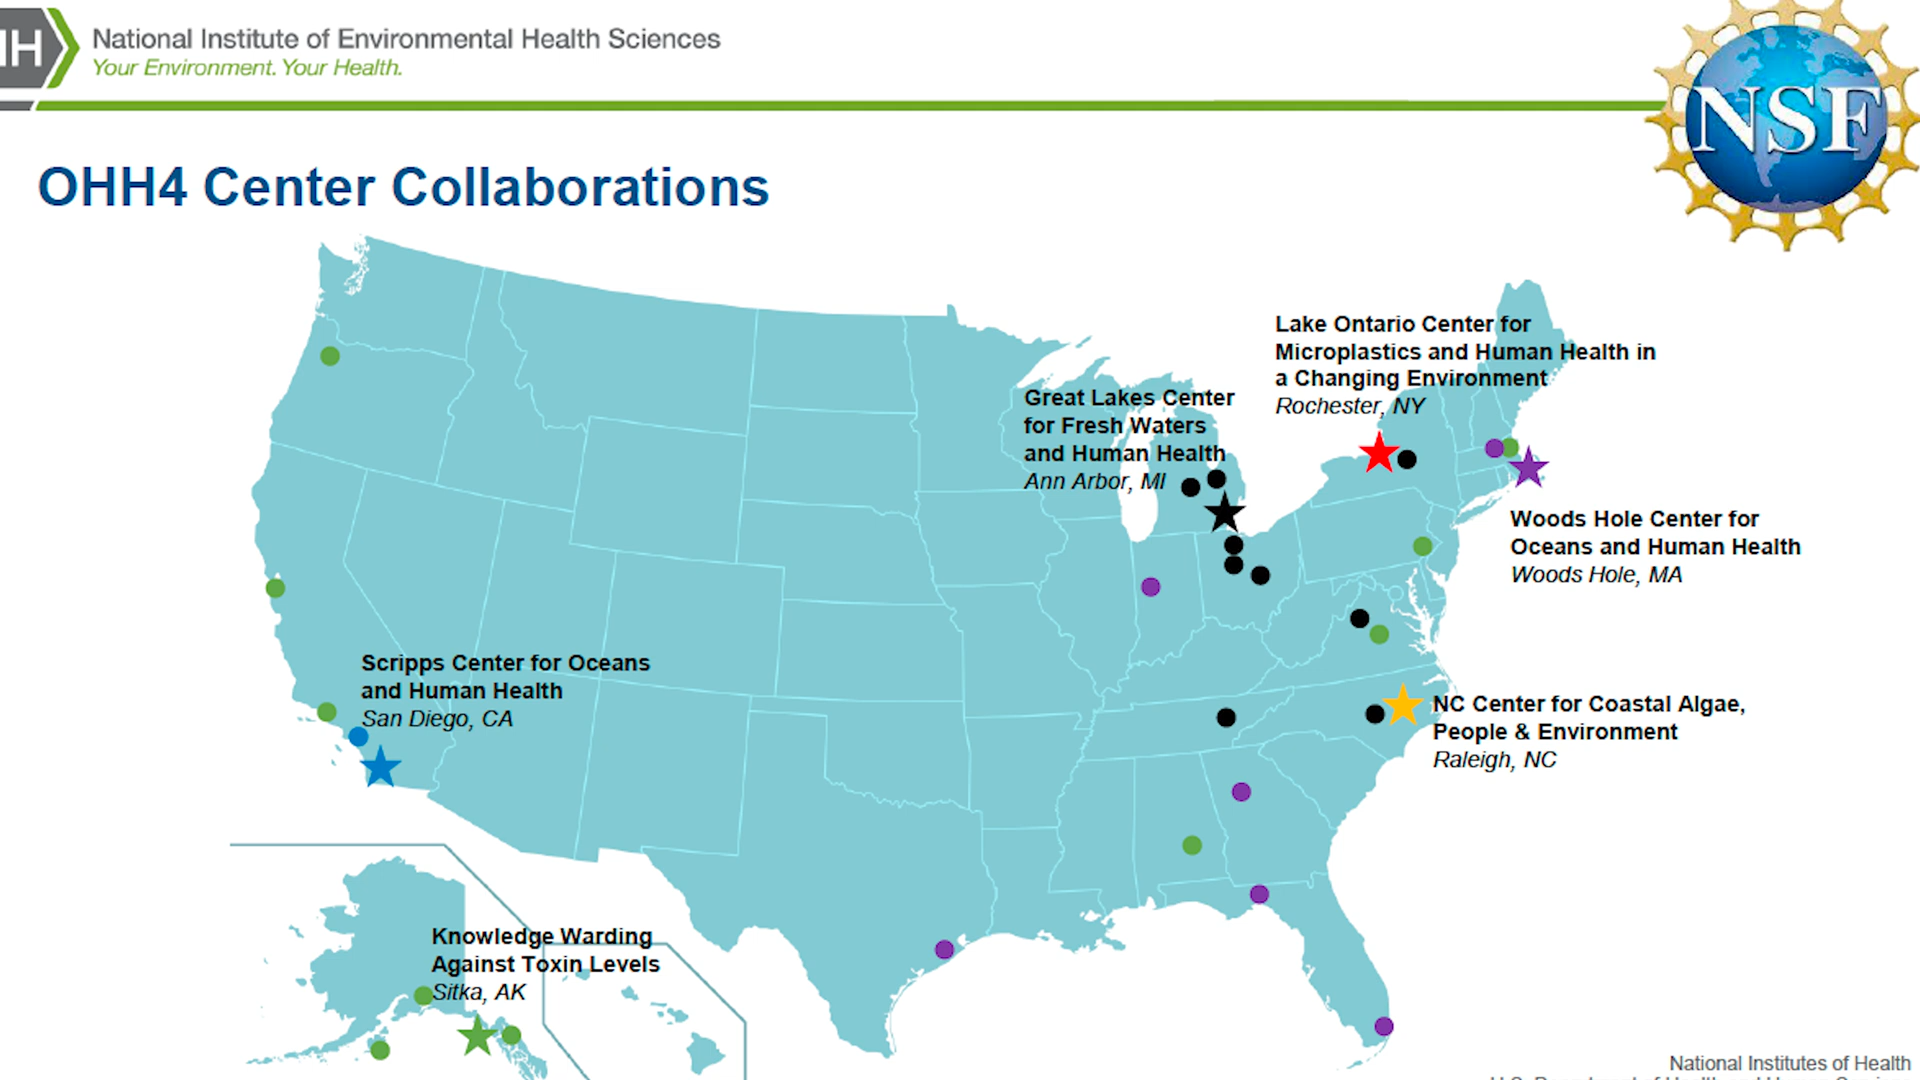 IH
National Institute of Environmental Health Sciences
Your Environment. Your Health.
NSF
OHH4 Center Collaborations
Lake Ontario Center for
Microplastics and Human Health in
a Changing Environment
Rochester, NY
Great Lakes Center
for Fresh Waters
and Human Health
Ann Arbor, MI
Woods Hole Center for
Oceans and Human Health
Woods Hole, MA
Scripps Center for Oceans
and Human Health
San Diego, CA
NC Center for Coastal Algae,
People & Environment
Raleigh, NC
Knowledge Warding
Against Toxin Levels
Sitka, AK
National Institutes of Health